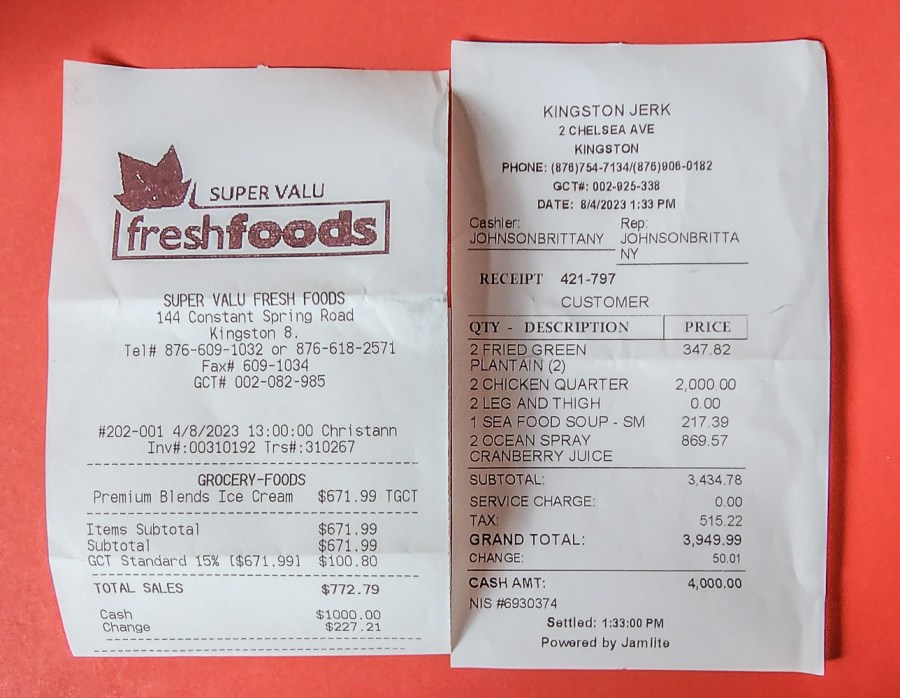 SUPER VALU
freshfoods
SUPER VALU FRESH FOODS
144 Constant Spring Road
Kingston 8.
Tel# 876-609-1032 or 876-618-2571
Fax# 609-1034
GCT# 002-082-985
#202-001 4/8/2023 13:00:00 Christann
Inv#:00310192 Trs#:310267
GROCERY-FOODS
Premium Blends Ice Cream $671.99 TGCT
Items Subtotal $671.99
Subtotal $671.99
GCT Standard 15% [$671.99] $100.80
TOTAL SALES $772.79
Cash $1000.00
Change $227.21
KINGSTON JERK
2 CHELSEA AVE
KINGSTON
PHONE: (876)754-7134/(876)906-0182
GCT#: 002-925-338
DATE: 8/4/2023 1:33 PM
Cashier: Rep:
JOHNSONBRITTANY JOHNSONBRITTA
NY
RECEIPT 421-797
CUSTOMER
QTY - DESCRIPTION PRICE
2 FRIED GREEN 347.82
PLANTAIN (2)
2 CHICKEN QUARTER 2,000.00
2 LEG AND THIGH 0.00
1 SEA FOOD SOUP - SM 217.39
2 OCEAN SPRAY 869.57
CRANBERRY JUICE
SUBTOTAL: 3,434.78
SERVICE CHARGE: 0.00
TAX: 515.22
GRAND TOTAL: 3,949.99
CHANGE: 50.01
CASH AMT: 4,000.00
NIS #6930374
Settled: 1:33:00 PM
Powered by Jamlite